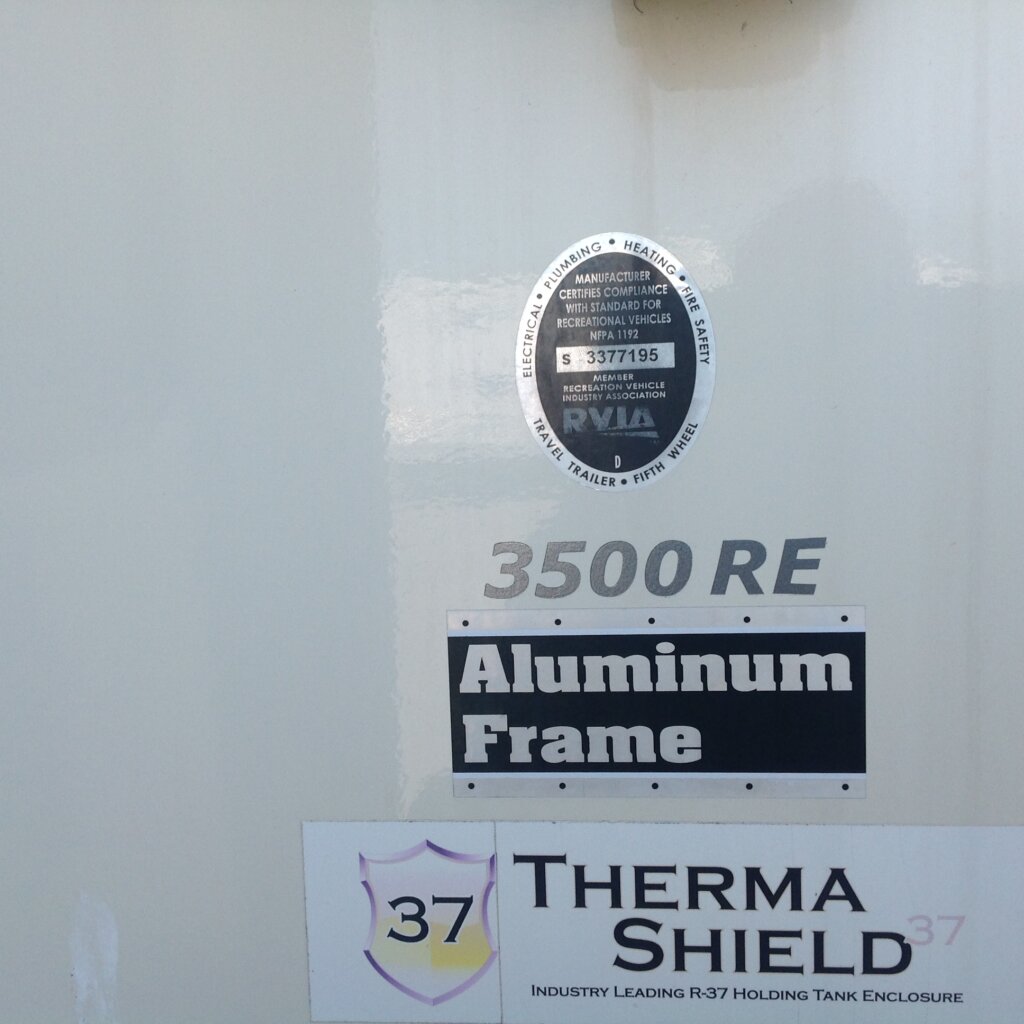 ELECTRICAL • PLUMBING • HEATING • FIRE SAFETY
MANUFACTURER
CERTIFIES COMPLIANCE
WITH STANDARD FOR
RECREATIONAL VEHICLES
NFPA 1192
S 3377195
MEMBER
RECREATION VEHICLE
INDUSTRY ASSOCIATION
RVIA
D
TRAVEL TRAILER • FIFTH WHEEL
3500 RE
Aluminum
Frame
37
THERMA
SHIELD 37
INDUSTRY LEADING R-37 HOLDING TANK ENCLOSURE